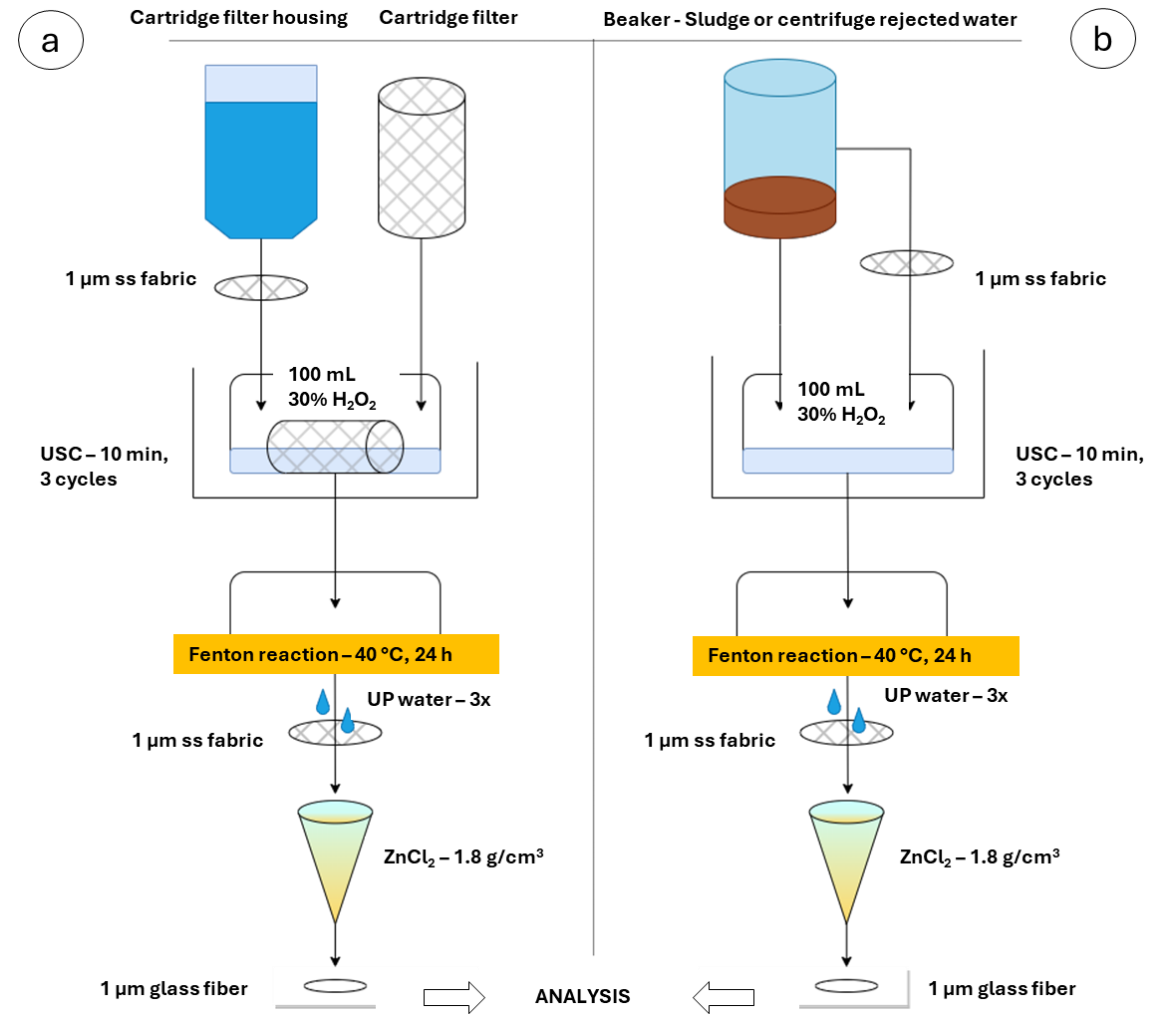 a
Cartridge filter housing
Cartridge filter
Beaker - Sludge or centrifuge rejected water
b
1 µm ss fabric
1 µm ss fabric
100 mL
30% H₂O₂
100 mL
30% H₂O₂
USC – 10 min,
3 cycles
USC – 10 min,
3 cycles
Fenton reaction – 40 °C, 24 h
Fenton reaction – 40 °C, 24 h
UP water – 3x
UP water – 3x
1 µm ss fabric
1 µm ss fabric
ZnCl₂ – 1.8 g/cm³
ZnCl₂ – 1.8 g/cm³
1 µm glass fiber
ANALYSIS
1 µm glass fiber